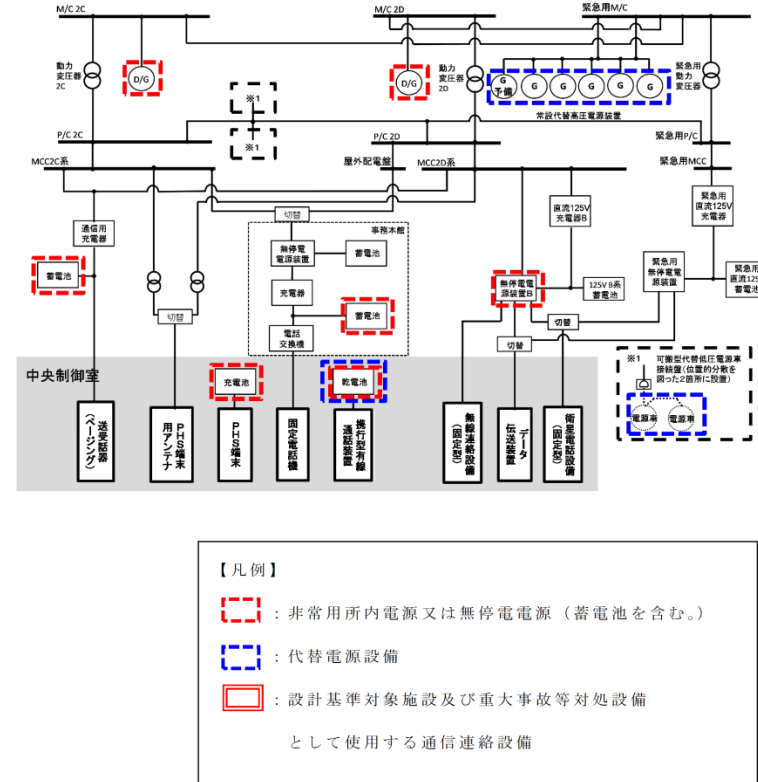 M/C 2C
M/C 2D
緊急用M/C
動力
変圧器
2C
D/G
D/G
動力
変圧器
2D
G
予備
G
G
G
G
G
緊急用
動力
変圧器
※1
※1
常設代替高圧電源装置
P/C 2C
P/C 2D
緊急用P/C
MCC2C系
屋外配電盤
MCC2D系
緊急用MCC
通信用
充電器
蓄電池
切替
切替
事務本館
無停電
電源装置
蓄電池
充電器
蓄電池
電話
交換機
直流125V
充電器B
無停電電
源装置B
125V B系
蓄電池
切替
切替
緊急用
直流125V
充電器
緊急用
無停電電
源装置
緊急用
直流125V
蓄電池
※1
可搬型代替低圧電源車
接続盤(位置的分散を
図った2箇所に設置)
電源車
電源車
中央制御室
充電池
乾電池
送受話器
(ページング)
PHS端末
用アンテナ
PHS端末
固定電話機
携行型有線
通話装置
無線連絡設備
(固定型)
データ
伝送装置
衛星電話設備
(固定型)
【凡例】
:非常用所内電源又は無停電電源(蓄電池を含む。)
:代替電源設備
:設計基準対象施設及び重大事故等対処設備
として使用する通信連絡設備